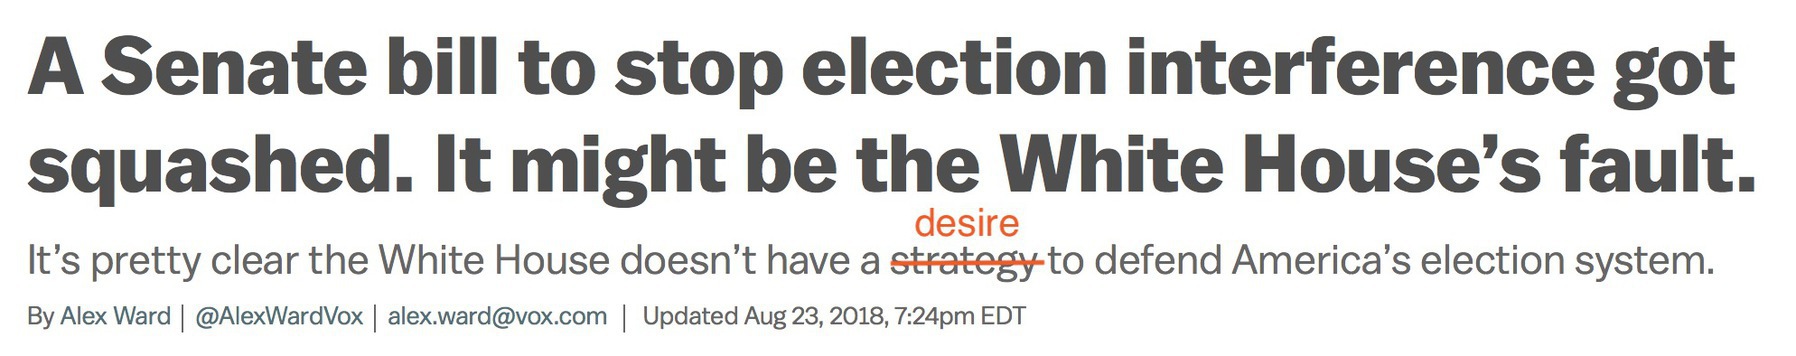 A Senate bill to stop election interference got
squashed. It might be the White House’s fault.
desire
It’s pretty clear the White House doesn’t have a strategy to defend America’s election system.
By Alex Ward | @AlexWardVox | alex.ward@vox.com | Updated Aug 23, 2018, 7:24pm EDT